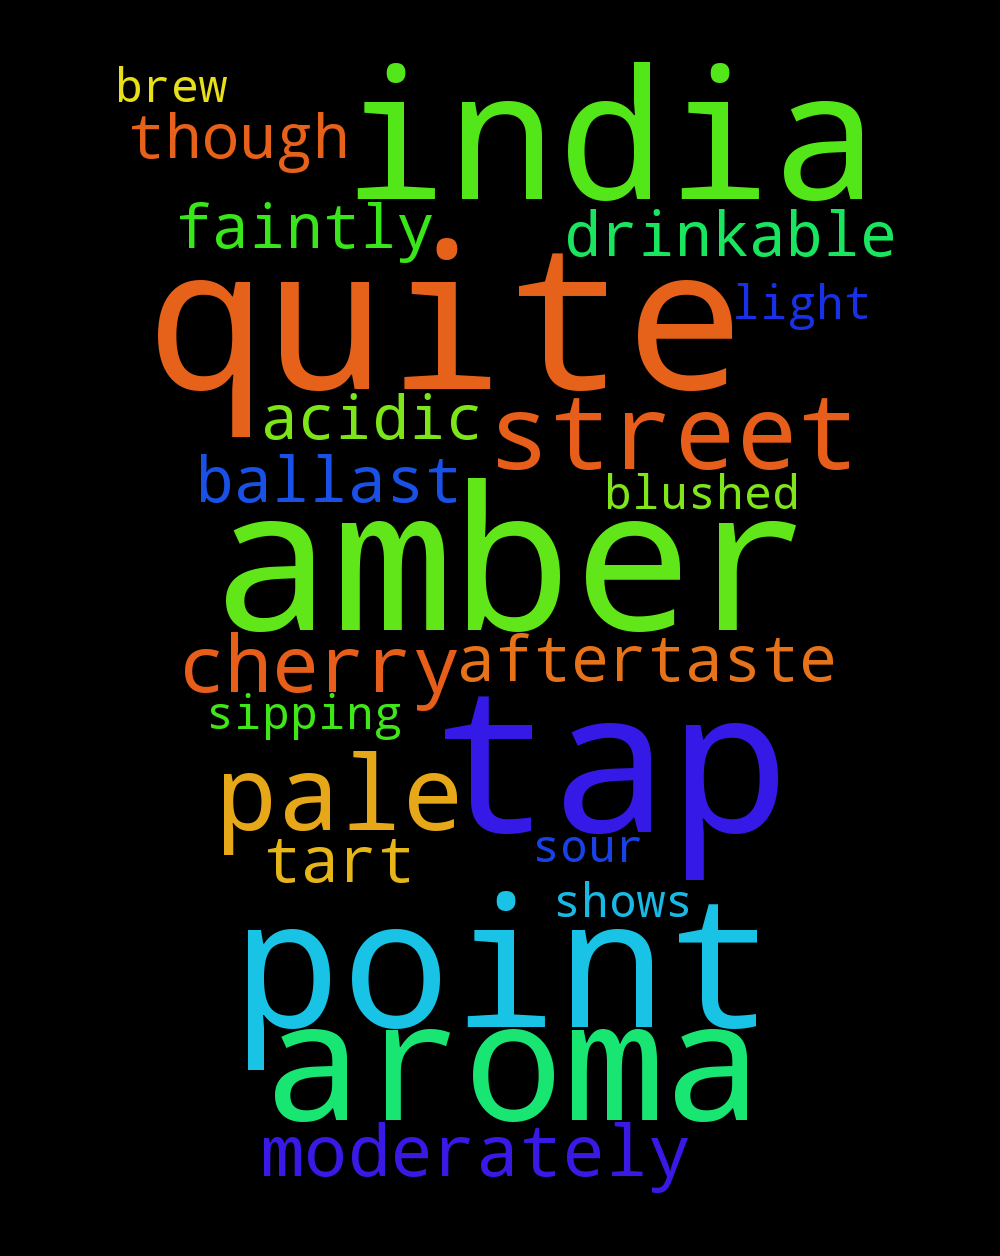 brew
india
though
faintly
drinkable
quite
light
acidic
street
ballast
blushed
amber
cherry
aftertaste
sipping
tap
pale
sour
tart
shows
point
aroma
moderately